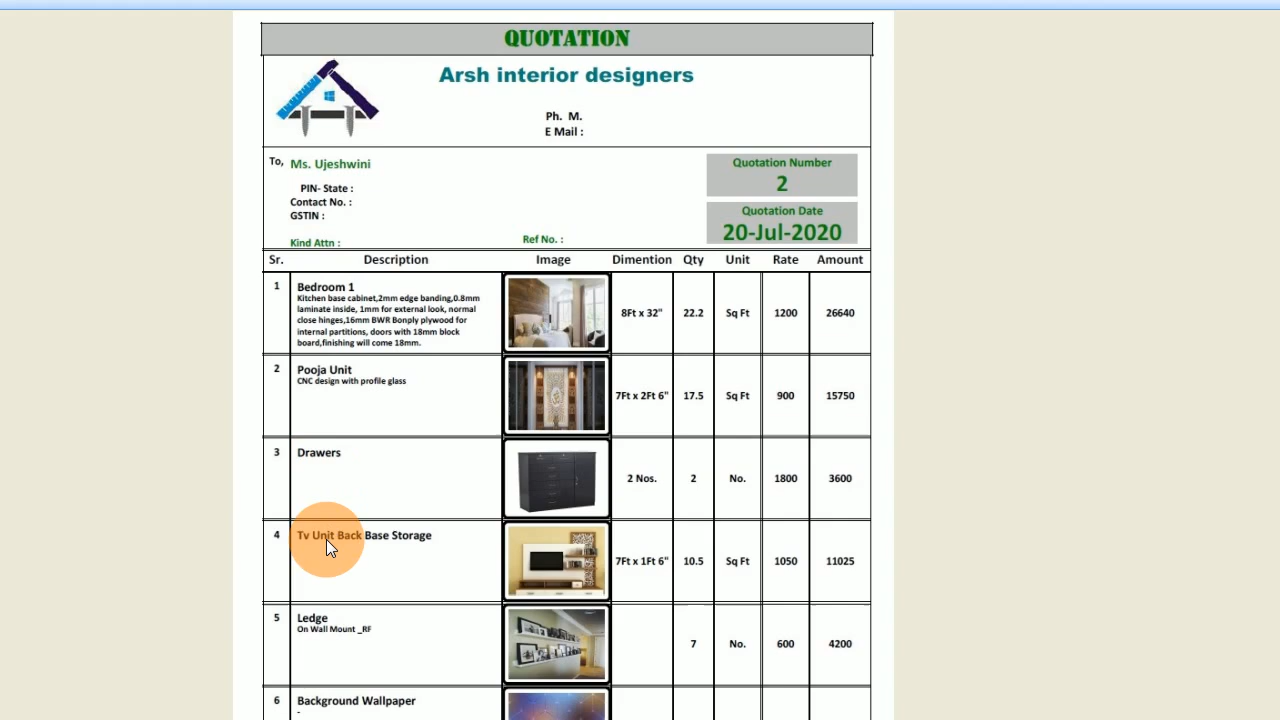 QUOTATION
Arsh interior designers
Ph. M.
E Mail :
To, Ms. Ujeshwini
PIN- State :
Contact No. :
GSTIN :
Kind Attn :
Ref No. :
Quotation Number
2
Quotation Date
20-Jul-2020
Sr. Description Image Dimention Qty Unit Rate Amount
1 Bedroom 1
Kitchen base cabinet,2mm edge banding,0.8mm
laminate inside, 1mm for external look, normal
close hinges,16mm BWR Bonply plywood for
internal partitions, doors with 18mm block
board,finishing will come 18mm.
8Ft x 32" 22.2 Sq Ft 1200 26640
2 Pooja Unit
CNC design with profile glass
7Ft x 2Ft 6" 17.5 Sq Ft 900 15750
3 Drawers
2 Nos. 2 No. 1800 3600
4 Tv Unit Back Base Storage
7Ft x 1Ft 6" 10.5 Sq Ft 1050 11025
5 Ledge
On Wall Mount _RF
7 No. 600 4200
6 Background Wallpaper
-